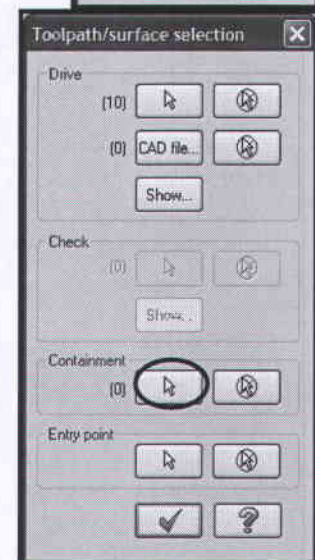 Toolpath/surface selection
Drive
(10)
(0) CAD file...
Show...
Check
(0)
Show...
Containment
(0)
Entry point